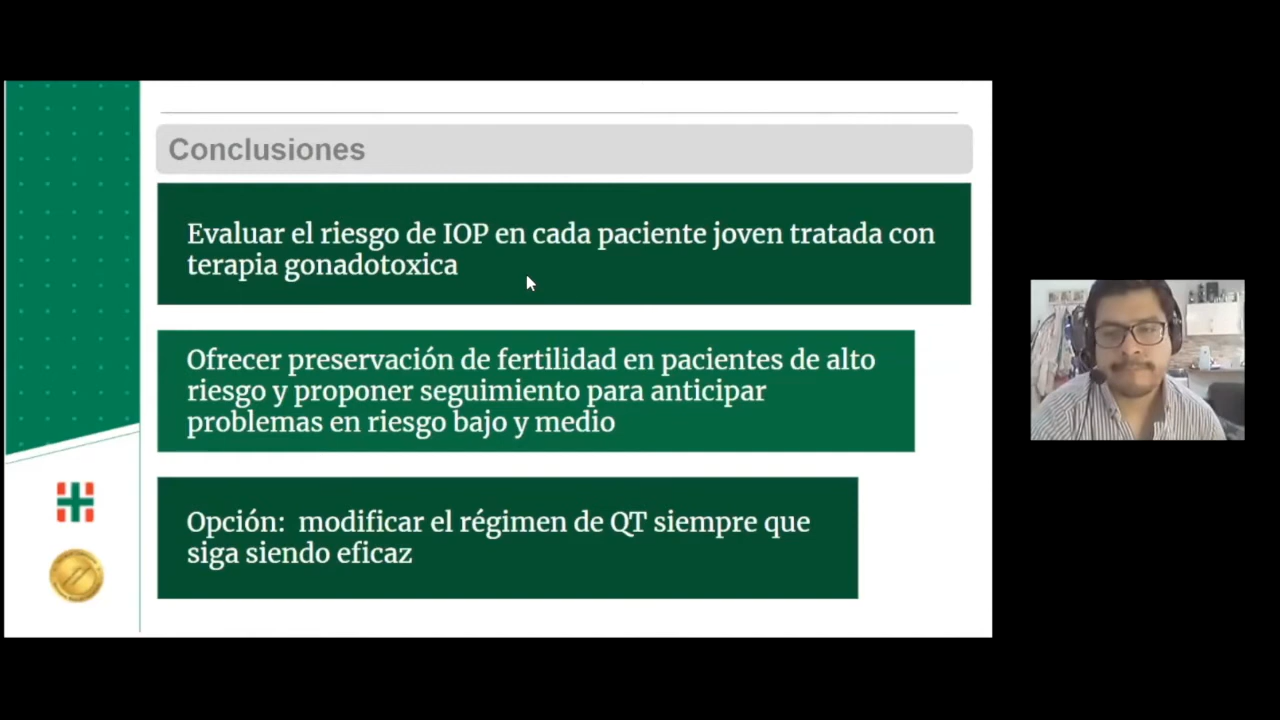 Conclusiones
Evaluar el riesgo de IOP en cada paciente joven tratada con
terapia gonadotoxica
Ofrecer preservación de fertilidad en pacientes de alto
riesgo y proponer seguimiento para anticipar
problemas en riesgo bajo y medio
Opción:  modificar el régimen de QT siempre que
siga siendo eficaz